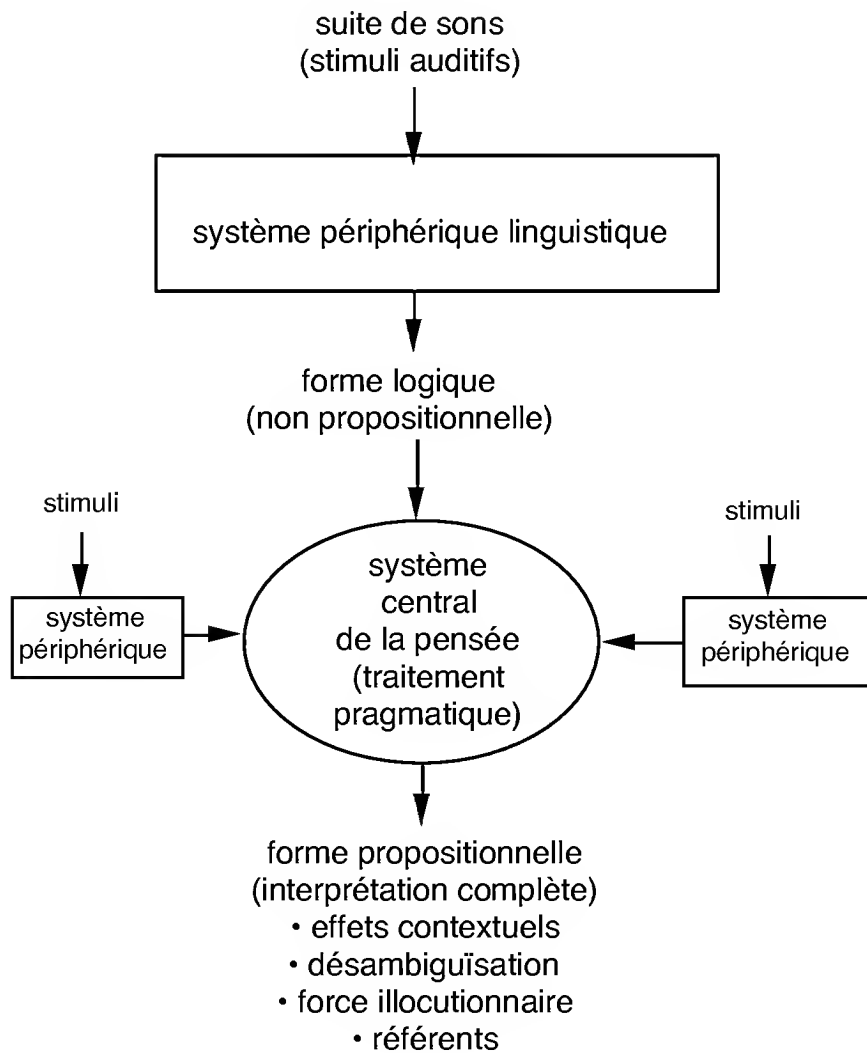 suite de sons
(stimuli auditifs)
système périphérique linguistique
forme logique
(non propositionnelle)
stimuli
système
périphérique
stimuli
système
périphérique
système
central
de la pensée
(traitement
pragmatique)
forme propositionnelle
(interprétation complète)
• effets contextuels
• désambiguïsation
• force illocutionnaire
• référents